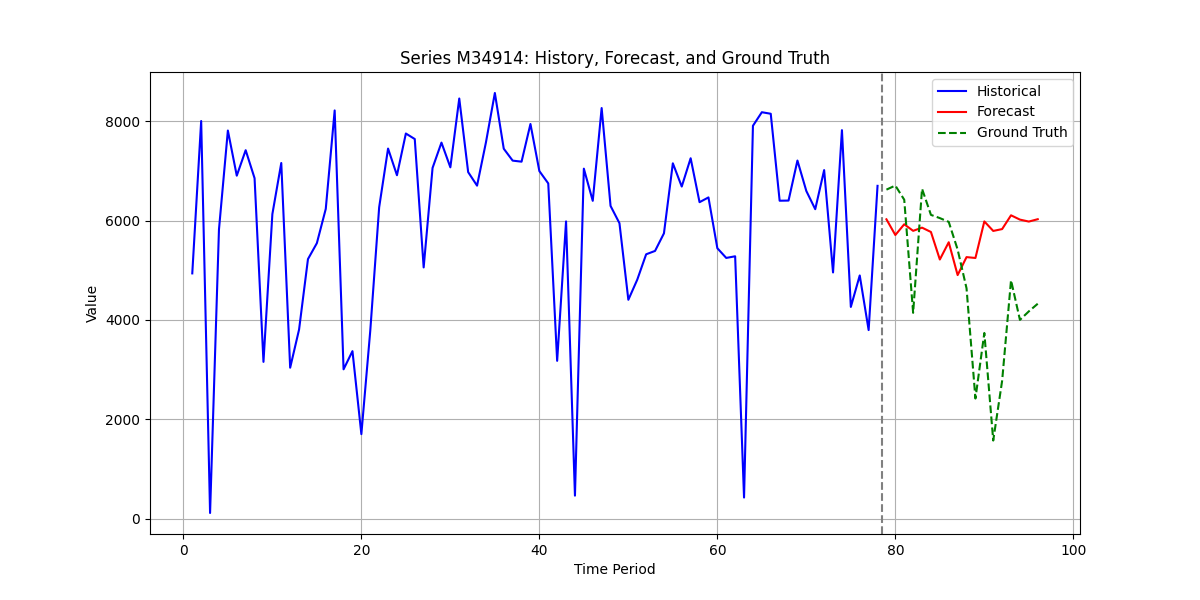 Series M34914: History, Forecast, and Ground Truth
Historical
Forecast
Ground Truth
Value
8000
6000
4000
2000
0
0 20 40 60 80 100
Time Period